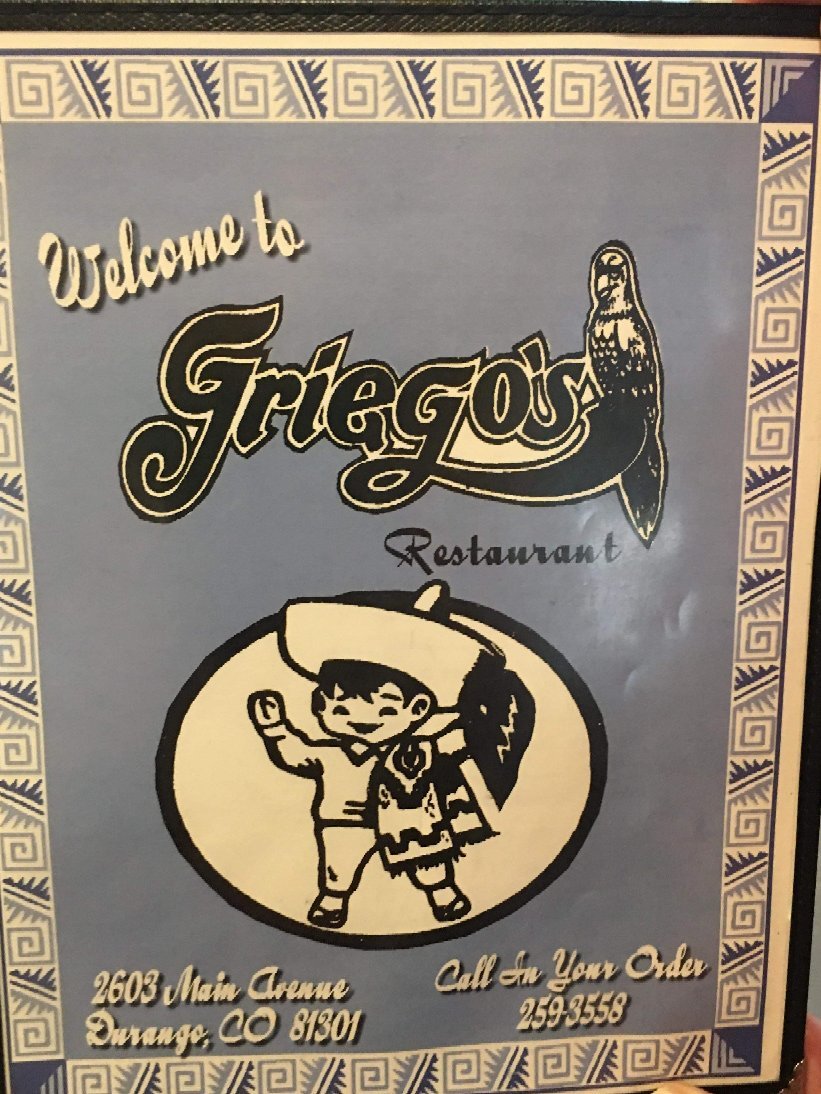 Welcome to
Griego's
Restaurant
2603 Main Avenue
Durango, CO 81301
Call In Your Order
259-3558